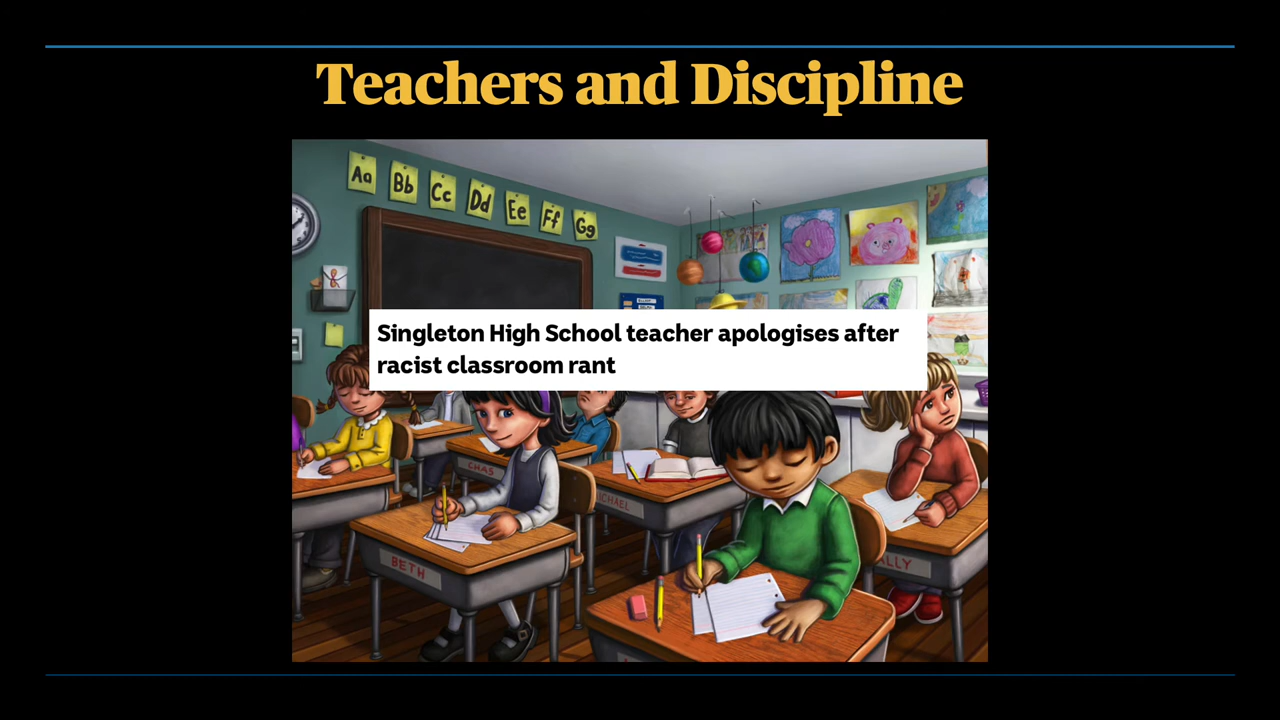 Teachers and Discipline
Aa
Bb
Cc
Dd
Ee
Ff
Gg
Singleton High School teacher apologises after
racist classroom rant
CHAS
CHAEL
BETH
ALLY